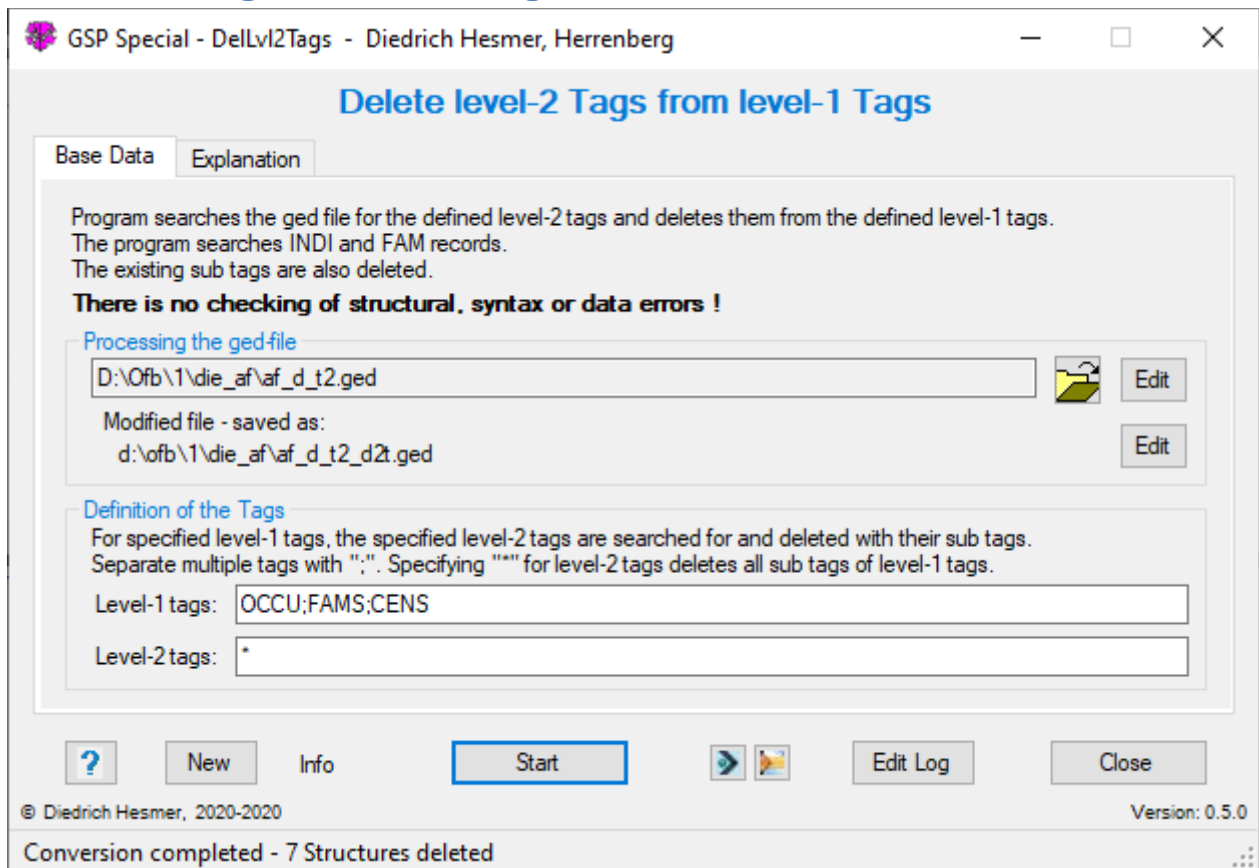 GSP Special - DelLvl2Tags - Diedrich Hesmer, Herrenberg
Delete level-2 Tags from level-1 Tags
Base Data
Explanation
Program searches the ged file for the defined level-2 tags and deletes them from the defined level-1 tags.
The program searches INDI and FAM records.
The existing sub tags are also deleted.
There is no checking of structural, syntax or data errors !
Processing the ged-file
D:\Ofb\1\die_af\af_d_t2.ged
Edit
Modified file - saved as:
d:\ofb\1\die_af\af_d_t2_d2t.ged
Edit
Definition of the Tags
For specified level-1 tags, the specified level-2 tags are searched for and deleted with their sub tags.
Separate multiple tags with ";". Specifying "*" for level-2 tags deletes all sub tags of level-1 tags.
Level-1 tags: OCCU;FAMS;CENS
Level-2 tags: *
? New Info Start Edit Log Close
© Diedrich Hesmer, 2020-2020 Version: 0.5.0
Conversion completed - 7 Structures deleted